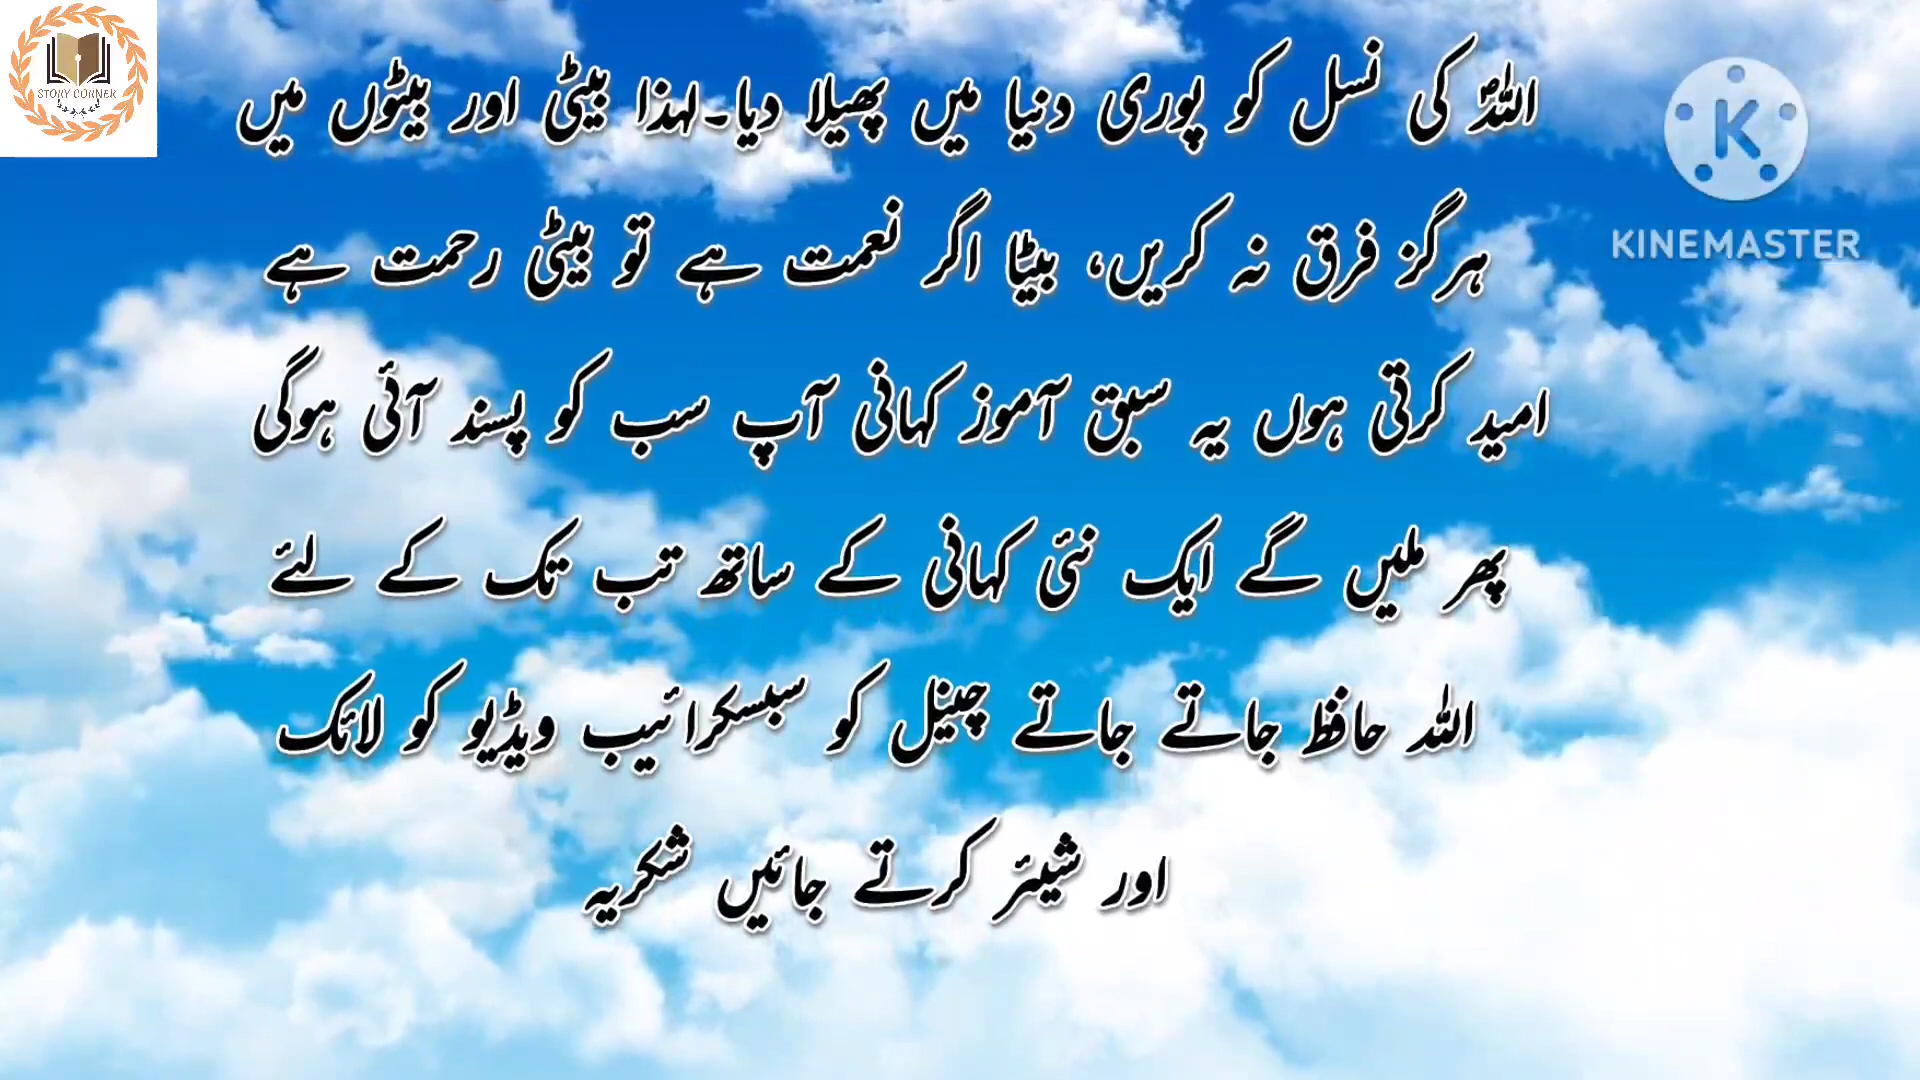 STORY CORNER
اللہؐ کی نسل کو پوری دنیا میں پھیلا دیا۔لہذا بیٹی اور بیٹوں میں
ہرگز فرق نہ کریں، بیٹا اگر نعمت ہے تو بیٹی رحمت ہے
امید کرتی ہوں یہ سبق آموز کہانی آپ سب کو پسند آئی ہوگی
پھر ملیں گے ایک نئی کہانی کے ساتھ تب تک کے لئے
اللہ حافظ جاتے جاتے چینل کو سبسکرائیب ویڈیو کو لائک
اور شیئر کرتے جائیں شکریہ
K
KINEMASTER